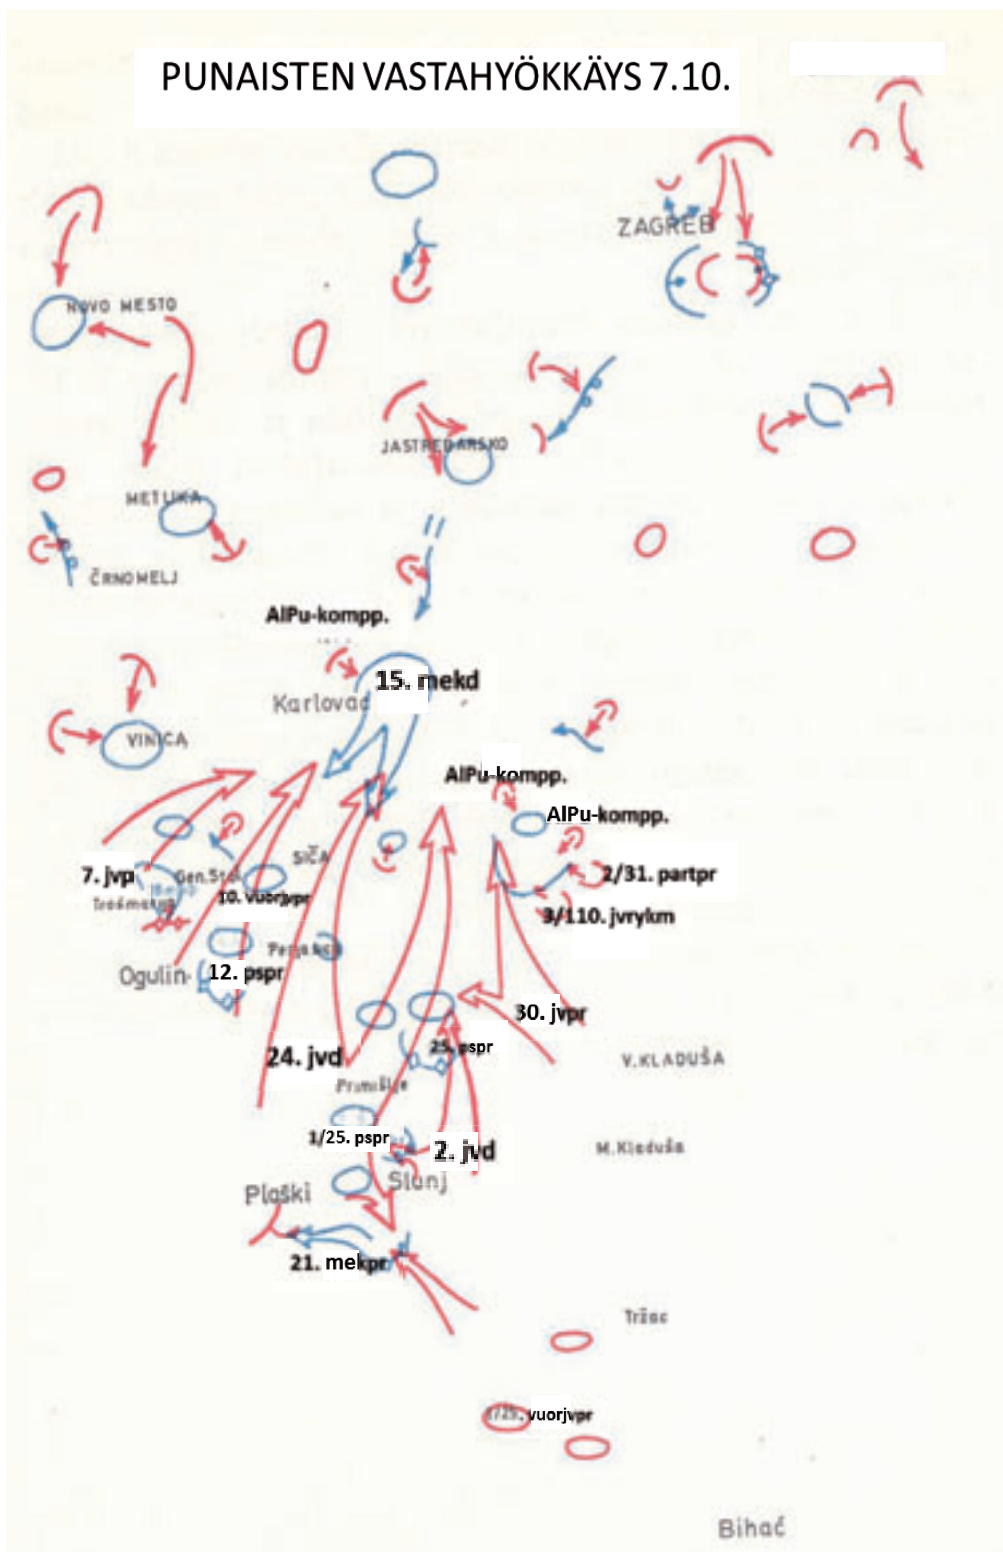 PUNAISTEN VASTAHYÖKKÄYS 7.10.
ZAGREB
NOVO MESTO
JASTREBARSKO
METLIKA
ČRNOMELJ
AlPu-kompp.
15. mekd
Karlovac
VINICA
AlPu-kompp.
AlPu-kompp.
SIČA
7. jvp
Gen. Stol
2/31. partpr
10. vuorjvpr
3/110. jvrykm
Ogulin
12. pspr
30. jvpr
25. pspr
24. jvd
V. KLADUŠA
Primišlje
1/25. pspr
2. jvd
M. Kladuša
Slunj
Plaški
21. mekpr
Tržac
vuorjvpr
Bihać